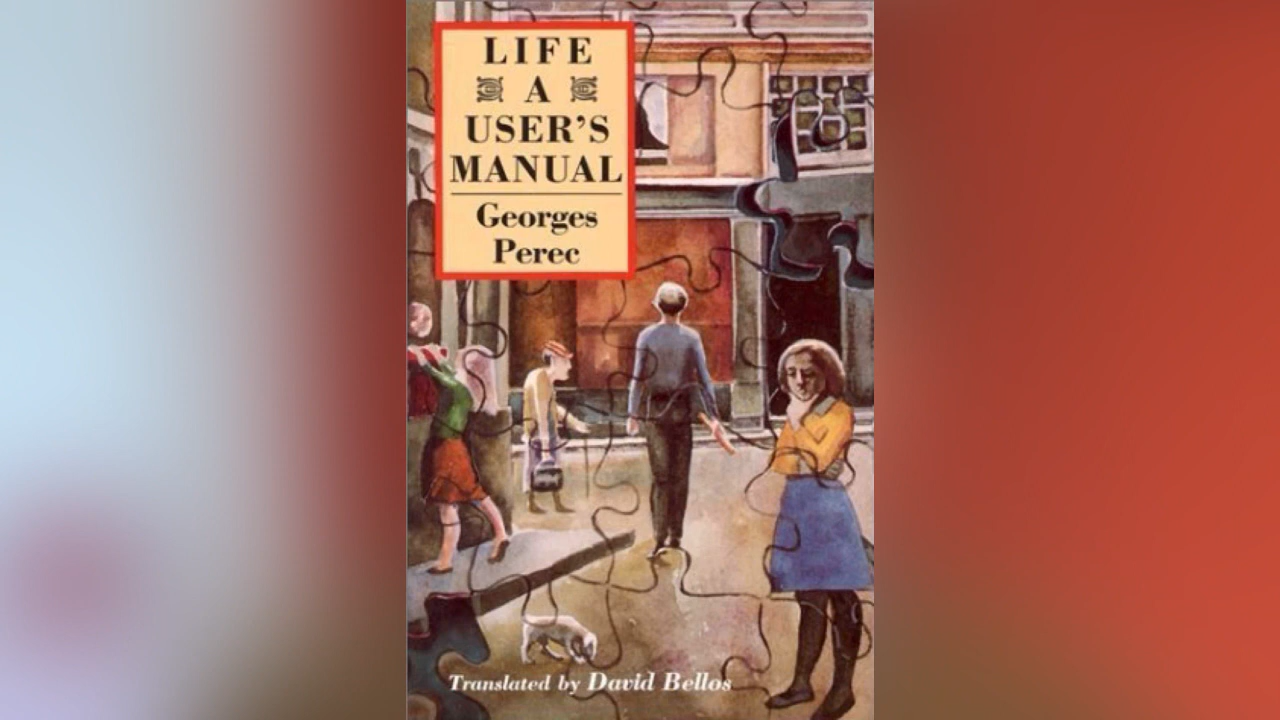 LIFE
A
USER'S
MANUAL
Georges
Perec
Translated by David Bellos